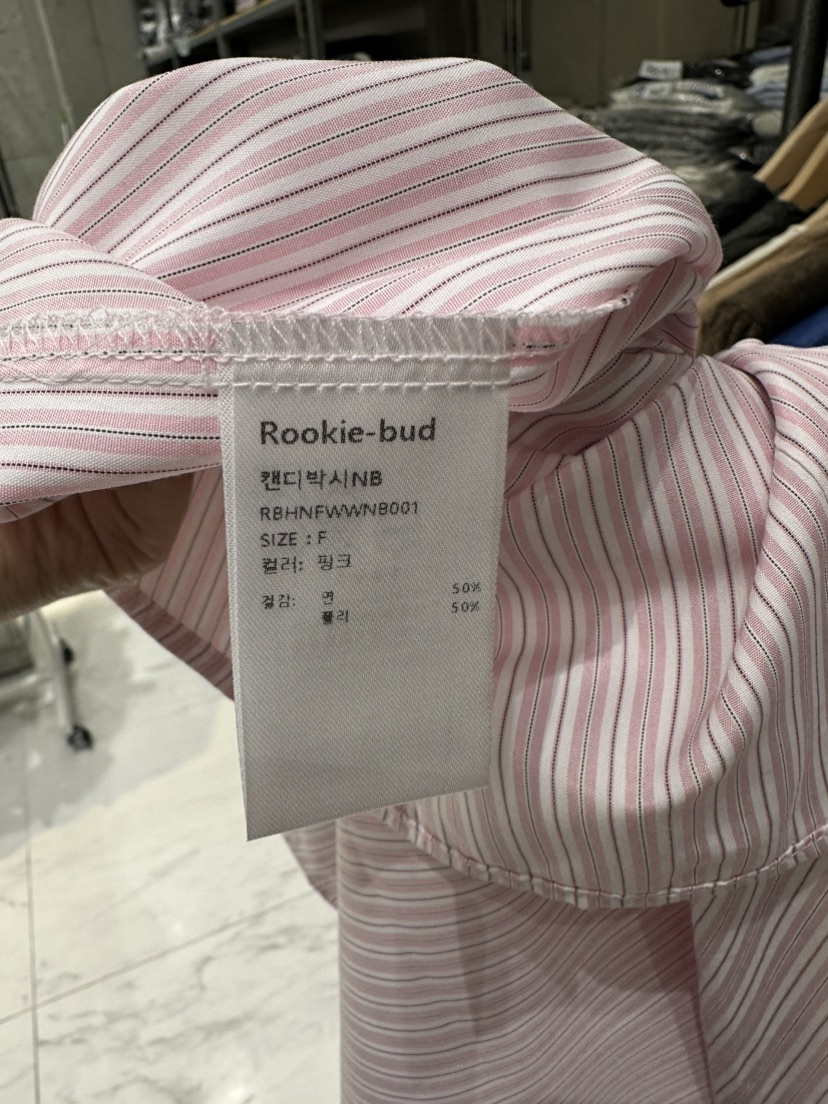 Rookie-bud
캔디박시NB
RBHNFWWNB001
SIZE : F
컬러: 핑크
겉감: 면 50%
폴리 50%